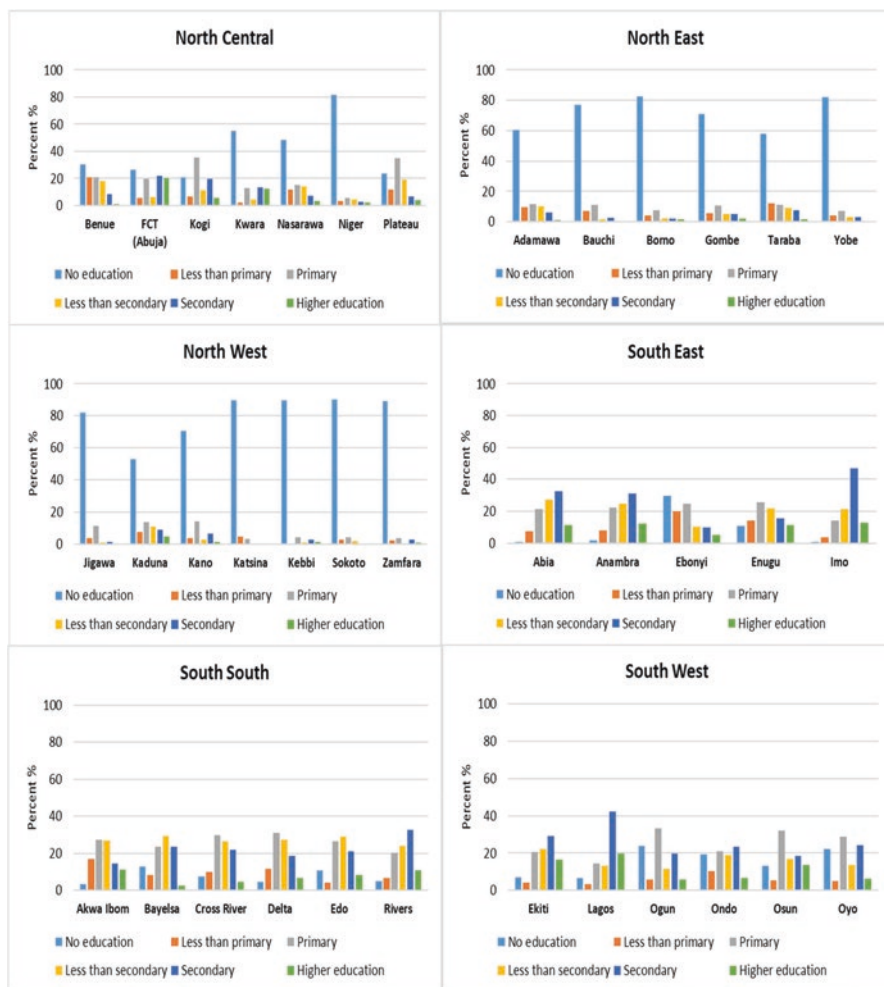 North Central
100
80
60
40
20
0
Percent %
Benue FCT (Abuja) Kogi Kwara Nasarawa Niger Plateau
No education Less than primary Primary
Less than secondary Secondary Higher education
North East
100
80
60
40
20
0
Percent %
Adamawa Bauchi Borno Gombe Taraba Yobe
No education Less than primary Primary
Less than secondary Secondary Higher education
North West
100
80
60
40
20
0
Percent %
Jigawa Kaduna Kano Katsina Kebbi Sokoto Zamfara
No education Less than primary Primary
Less than secondary Secondary Higher education
South East
100
80
60
40
20
0
Percent %
Abia Anambra Ebonyi Enugu Imo
No education Less than primary Primary
Less than secondary Secondary Higher education
South South
100
80
60
40
20
0
Percent %
Akwa Ibom Bayelsa Cross River Delta Edo Rivers
No education Less than primary Primary
Less than secondary Secondary Higher education
South West
100
80
60
40
20
0
Percent %
Ekiti Lagos Ogun Ondo Osun Oyo
No education Less than primary Primary
Less than secondary Secondary Higher education